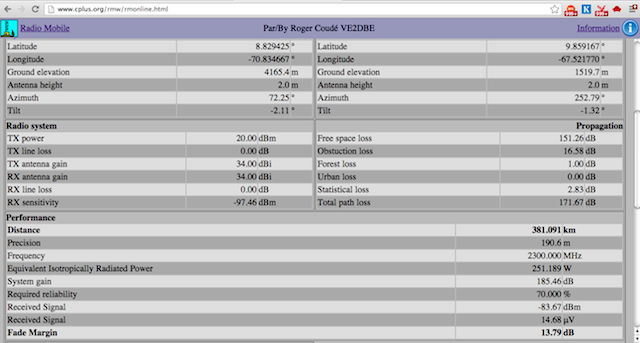 www.cplus.org/rmw/rmonline.html
Radio Mobile Par/By Roger Coudé VE2DBE Information
Latitude 8.829425 ° Latitude 9.859167 °
Longitude -70.834667 ° Longitude -67.521770 °
Ground elevation 4165.4 m Ground elevation 1519.7 m
Antenna height 2.0 m Antenna height 2.0 m
Azimuth 72.25 ° Azimuth 252.79 °
Tilt -2.11 ° Tilt -1.32 °
Radio system Propagation
TX power 20.00 dBm Free space loss 151.26 dB
TX line loss 0.00 dB Obstuction loss 16.58 dB
TX antenna gain 34.00 dBi Forest loss 1.00 dB
RX antenna gain 34.00 dBi Urban loss 0.00 dB
RX line loss 0.00 dB Statistical loss 2.83 dB
RX sensitivity -97.46 dBm Total path loss 171.67 dB
Performance
Distance 381.091 km
Precision 190.6 m
Frequency 2300.000 MHz
Equivalent Isotropically Radiated Power 251.189 W
System gain 185.46 dB
Required reliability 70.000 %
Received Signal -83.67 dBm
Received Signal 14.68 µV
Fade Margin 13.79 dB